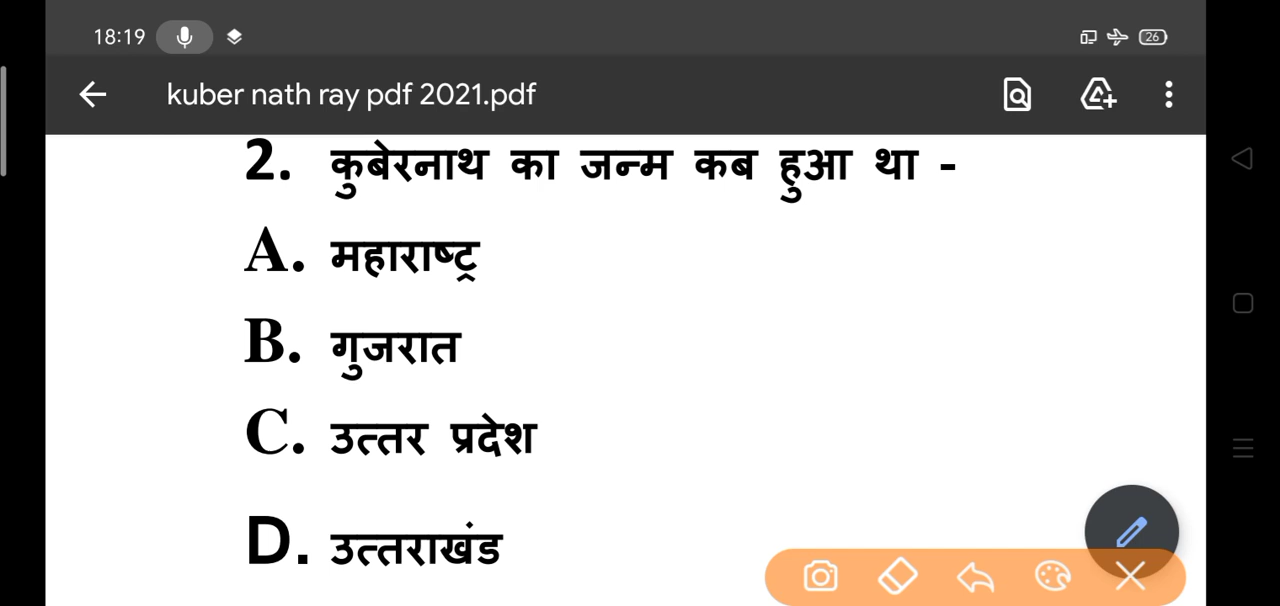 18:19
26
kuber nath ray pdf 2021.pdf
2. कुबेरनाथ का जन्म कब हुआ था -
A. महाराष्ट्र
B. गुजरात
C. उत्तर प्रदेश
D. उत्तराखंड